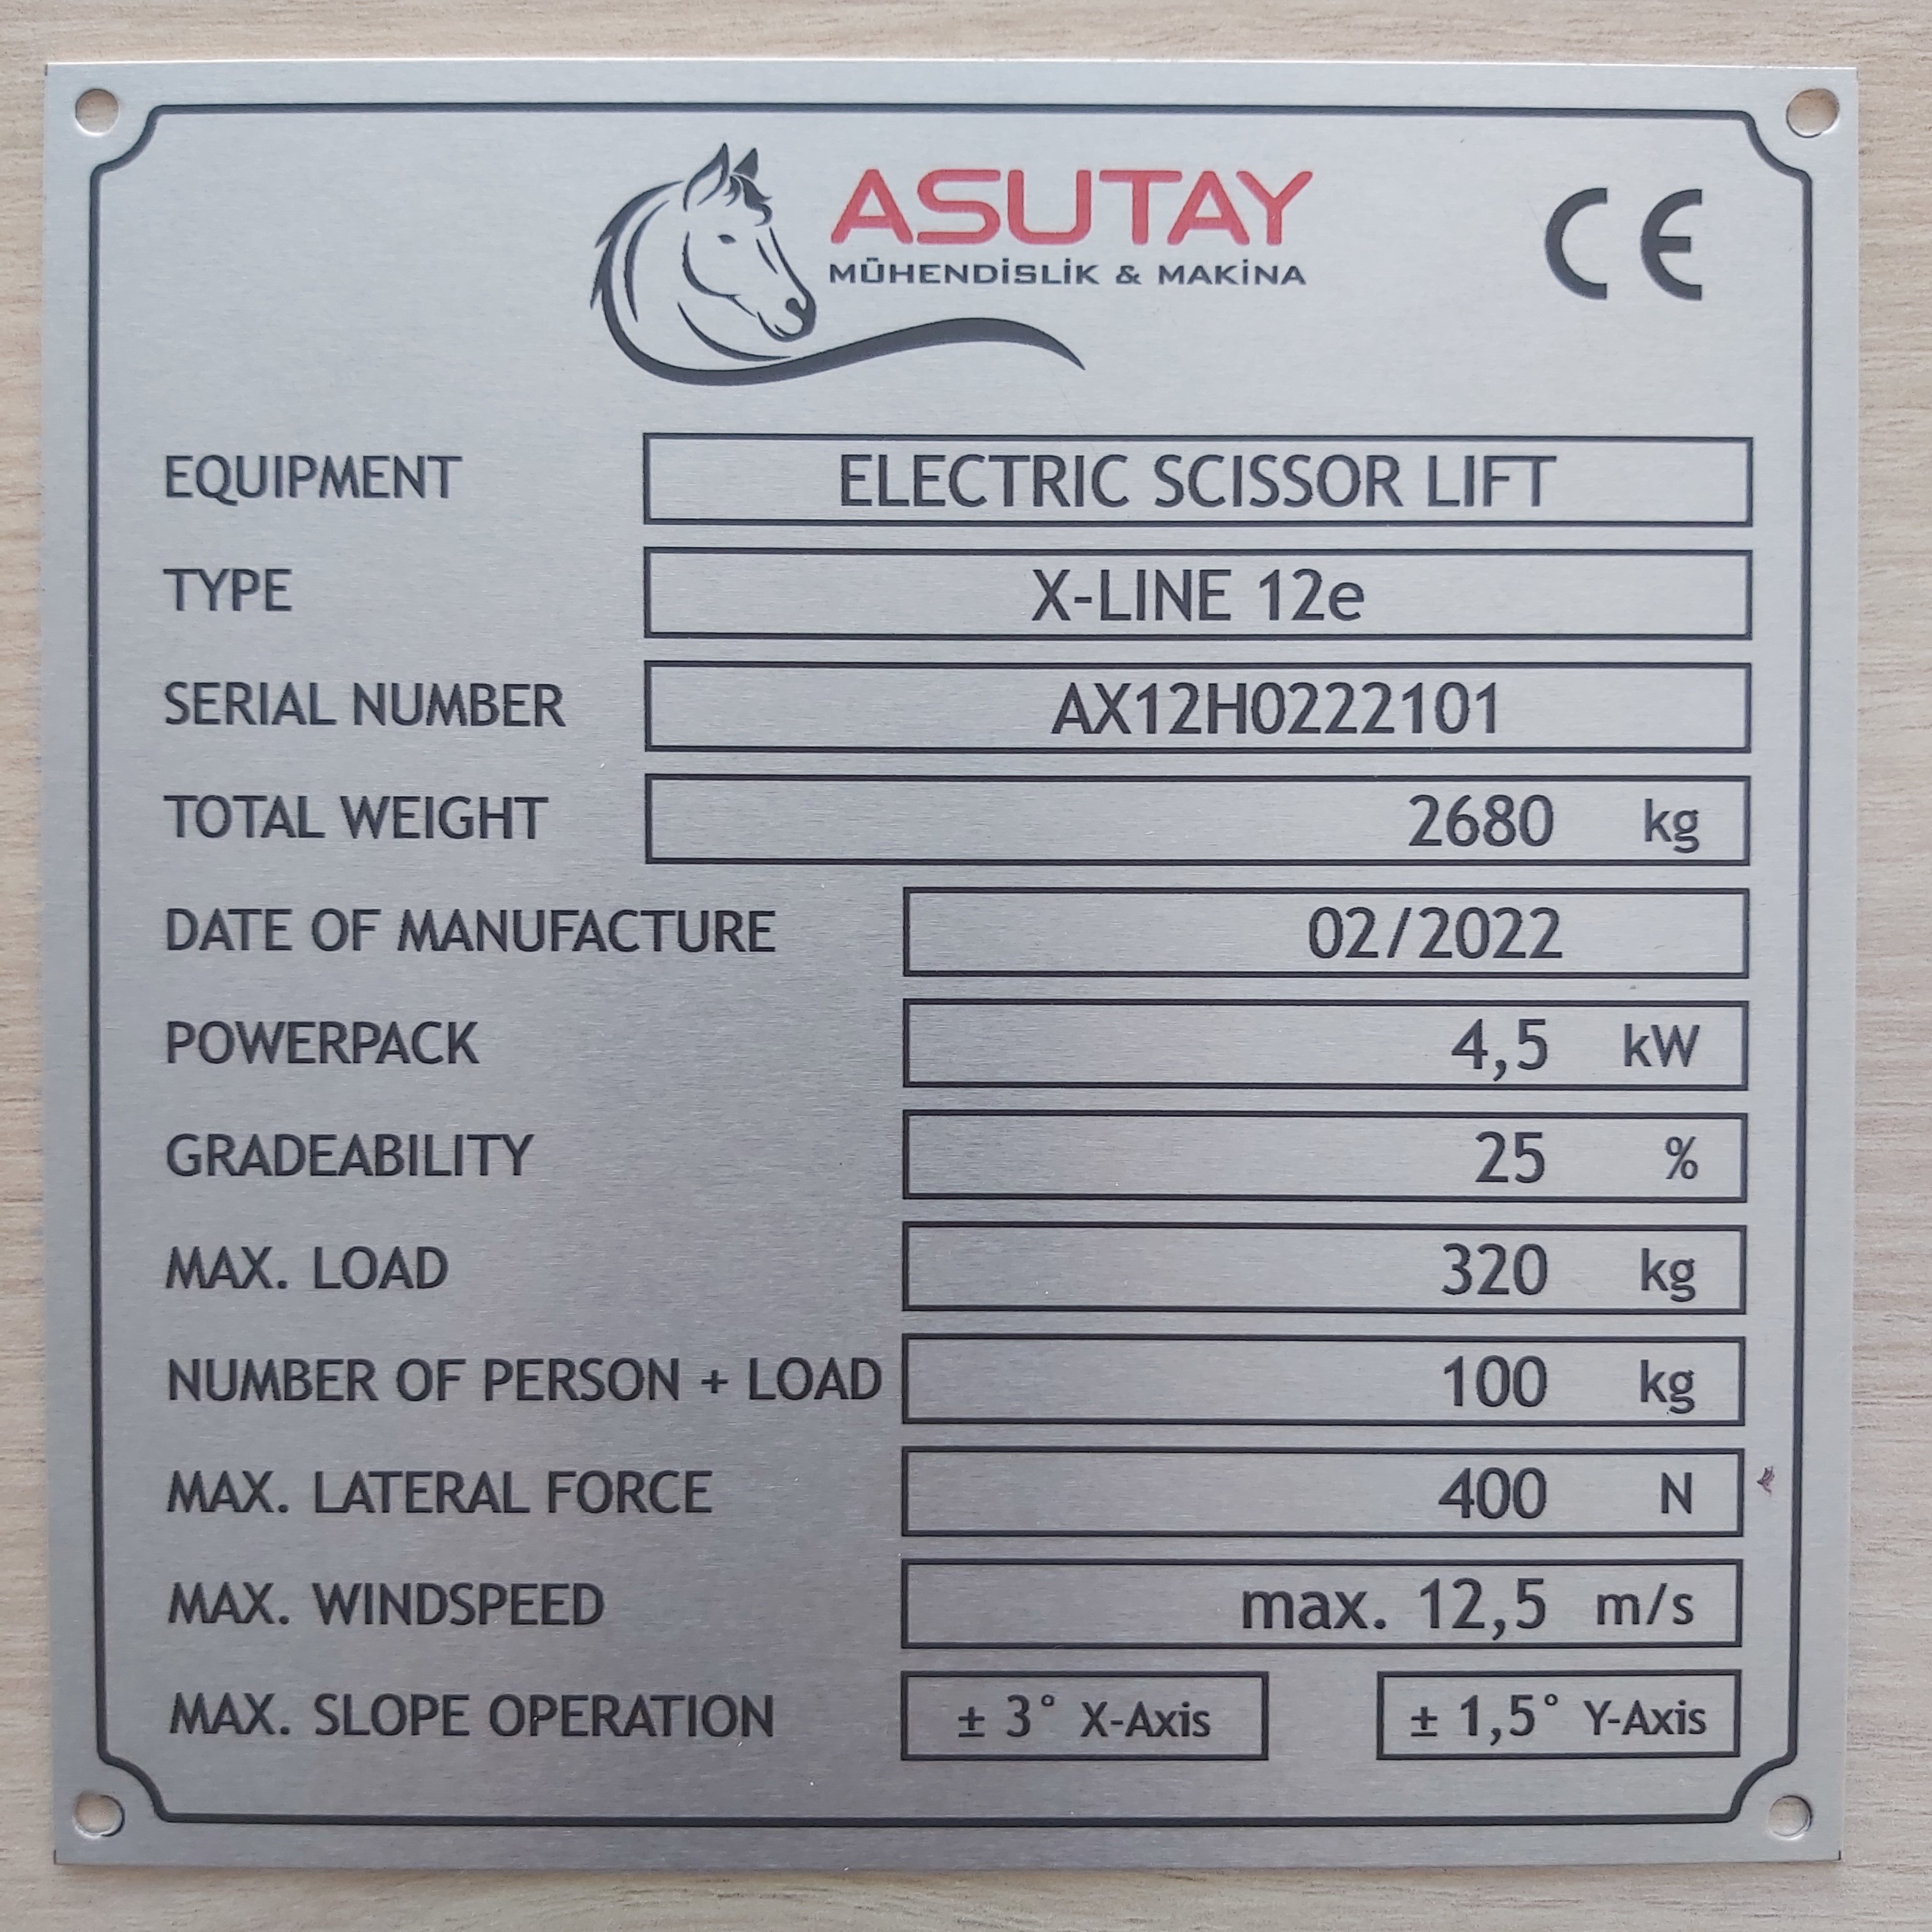 ASUTAY
MÜHENDİSLİK & MAKİNA
CE
EQUIPMENT ELECTRIC SCISSOR LIFT
TYPE X-LINE 12e
SERIAL NUMBER AX12H0222101
TOTAL WEIGHT 2680 kg
DATE OF MANUFACTURE 02/2022
POWERPACK 4,5 kW
GRADEABILITY 25 %
MAX. LOAD 320 kg
NUMBER OF PERSON + LOAD 100 kg
MAX. LATERAL FORCE 400 N
MAX. WINDSPEED max. 12,5 m/s
MAX. SLOPE OPERATION ± 3° X-Axis ± 1,5° Y-Axis